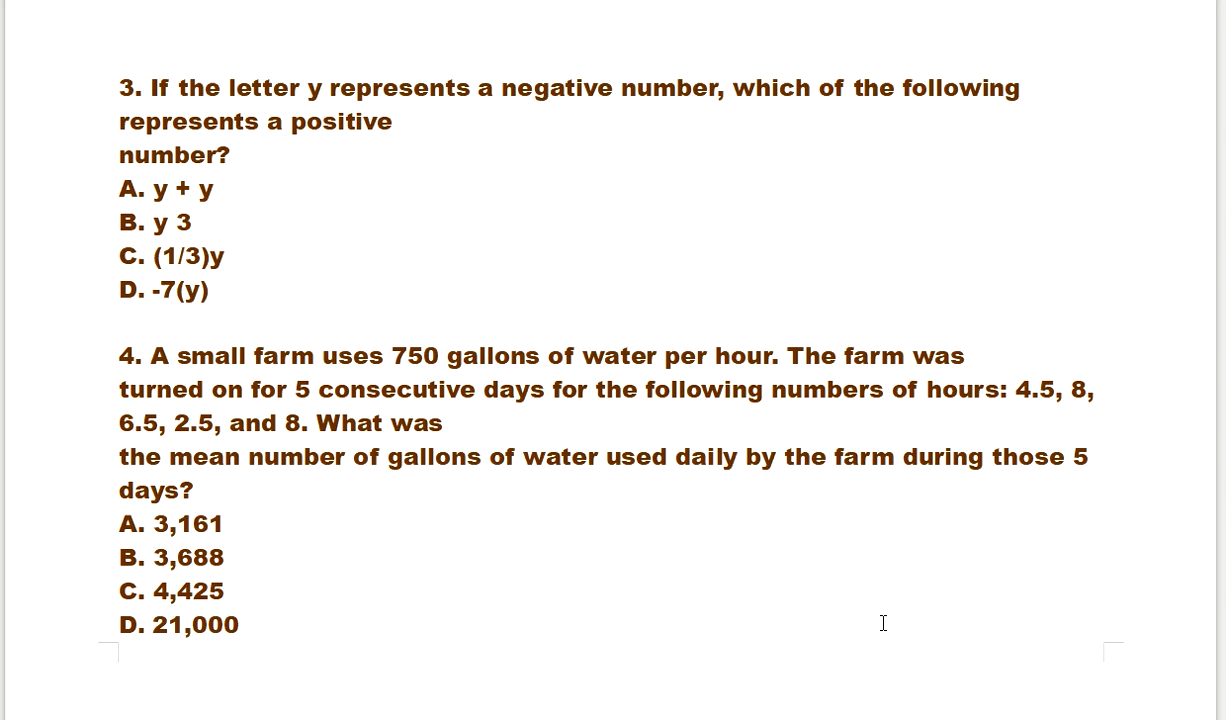 3. If the letter y represents a negative number, which of the following
represents a positive
number?
A. y + y
B. y 3
C. (1/3)y
D. -7(y)
4. A small farm uses 750 gallons of water per hour. The farm was
turned on for 5 consecutive days for the following numbers of hours: 4.5, 8,
6.5, 2.5, and 8. What was
the mean number of gallons of water used daily by the farm during those 5
days?
A. 3,161
B. 3,688
C. 4,425
D. 21,000